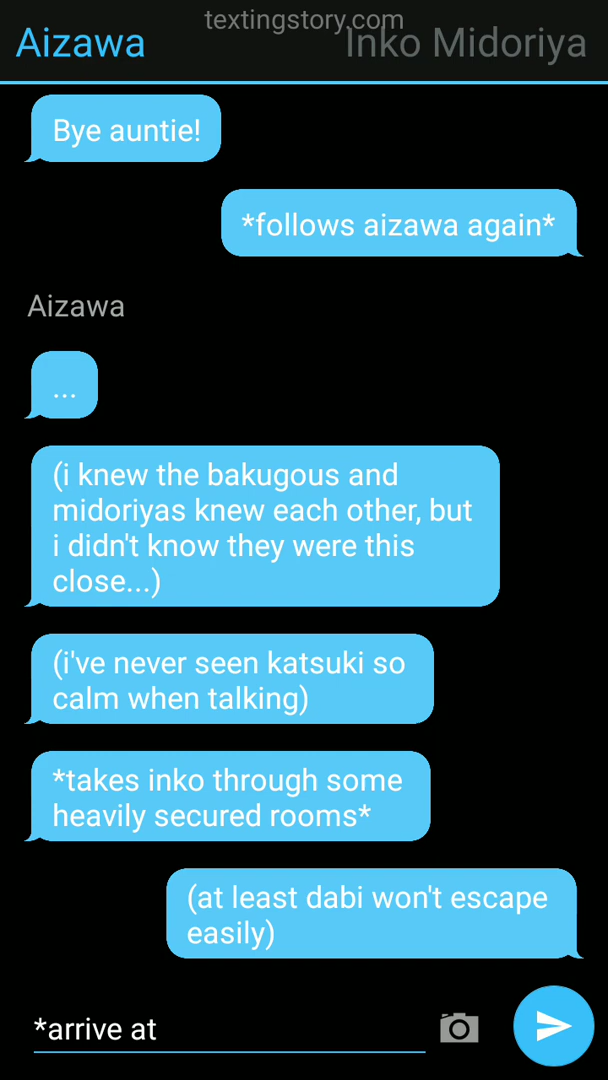 textingstory.com
Aizawa
Inko Midoriya
Bye auntie!
*follows aizawa again*
Aizawa
...
(i knew the bakugous and
midoriyas knew each other, but
i didn't know they were this
close...)
(i've never seen katsuki so
calm when talking)
*takes inko through some
heavily secured rooms*
(at least dabi won't escape
easily)
*arrive at